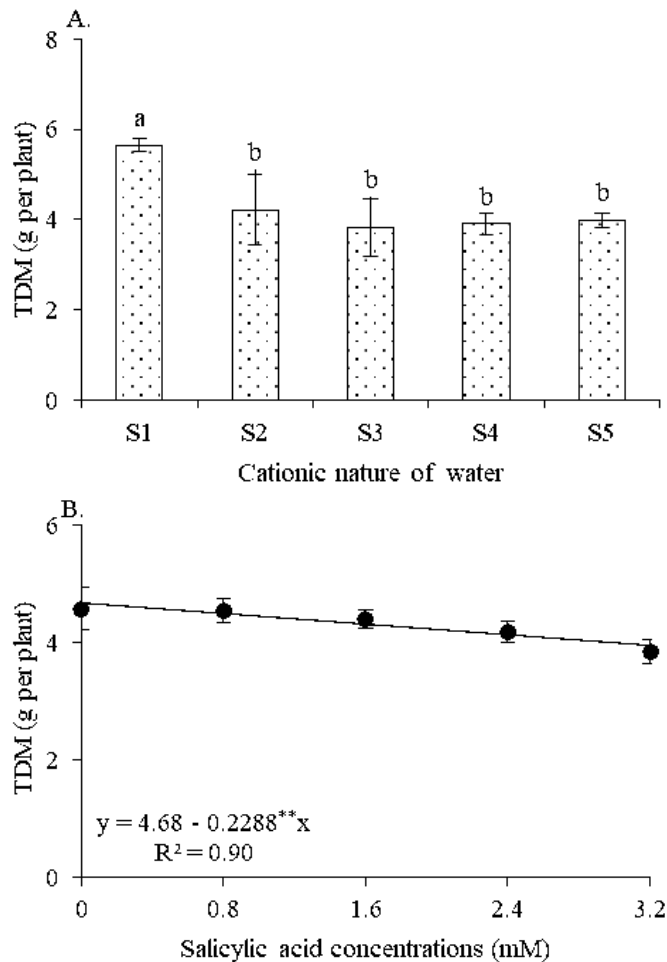 A.
TDM (g per plant)
8
6
4
2
0
a
b
b
b
b
S1 S2 S3 S4 S5
Cationic nature of water
B.
TDM (g per plant)
6
4
2
0
y = 4.68 - 0.2288**x
R² = 0.90
0 0.8 1.6 2.4 3.2
Salicylic acid concentrations (mM)